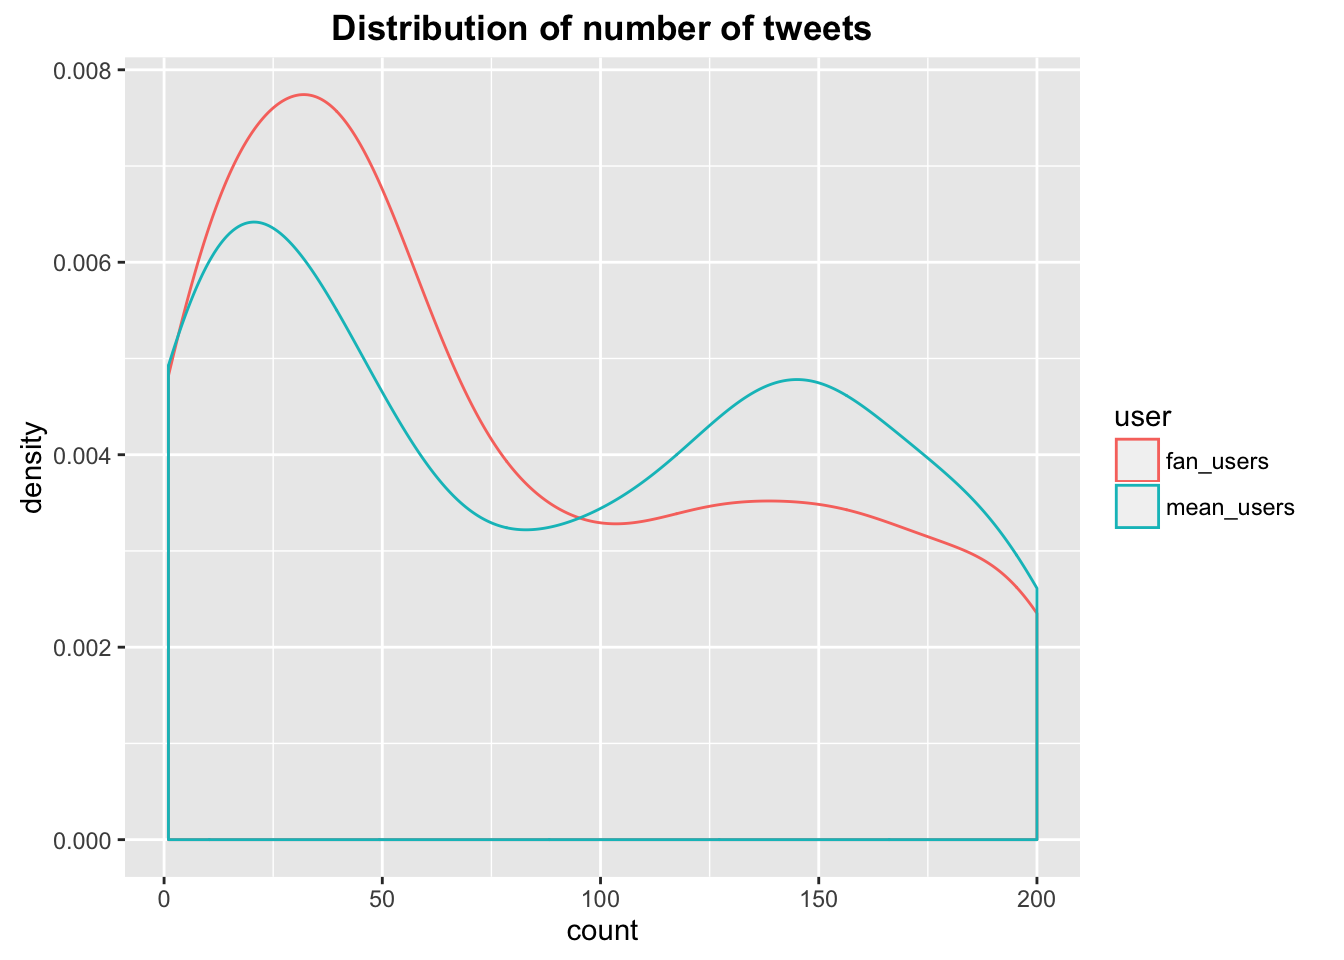 Distribution of number of tweets
density
0.008
0.006
0.004
0.002
0.000
0 50 100 150 200
count
user
fan_users
mean_users